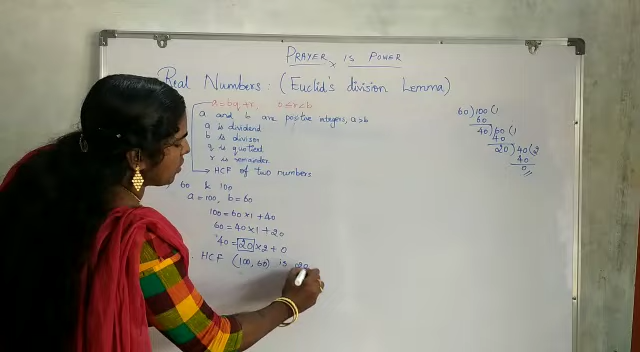 PRAYER IS POWER
Real Numbers: (Euclid's division Lemma)
a = bq + r, 0 ≤ r < b
a and b are positive integers, a > b
a is dividend
b is divisor
q is quotient
r is remainder
HCF of two numbers
60 & 100
a = 100, b = 60
100 = 60 × 1 + 40
60 = 40 × 1 + 20
40 = 20 × 2 + 0
HCF (100, 60) is 20
60) 100 (1
60
40) 60 (1
40
20) 40 (2
40
0